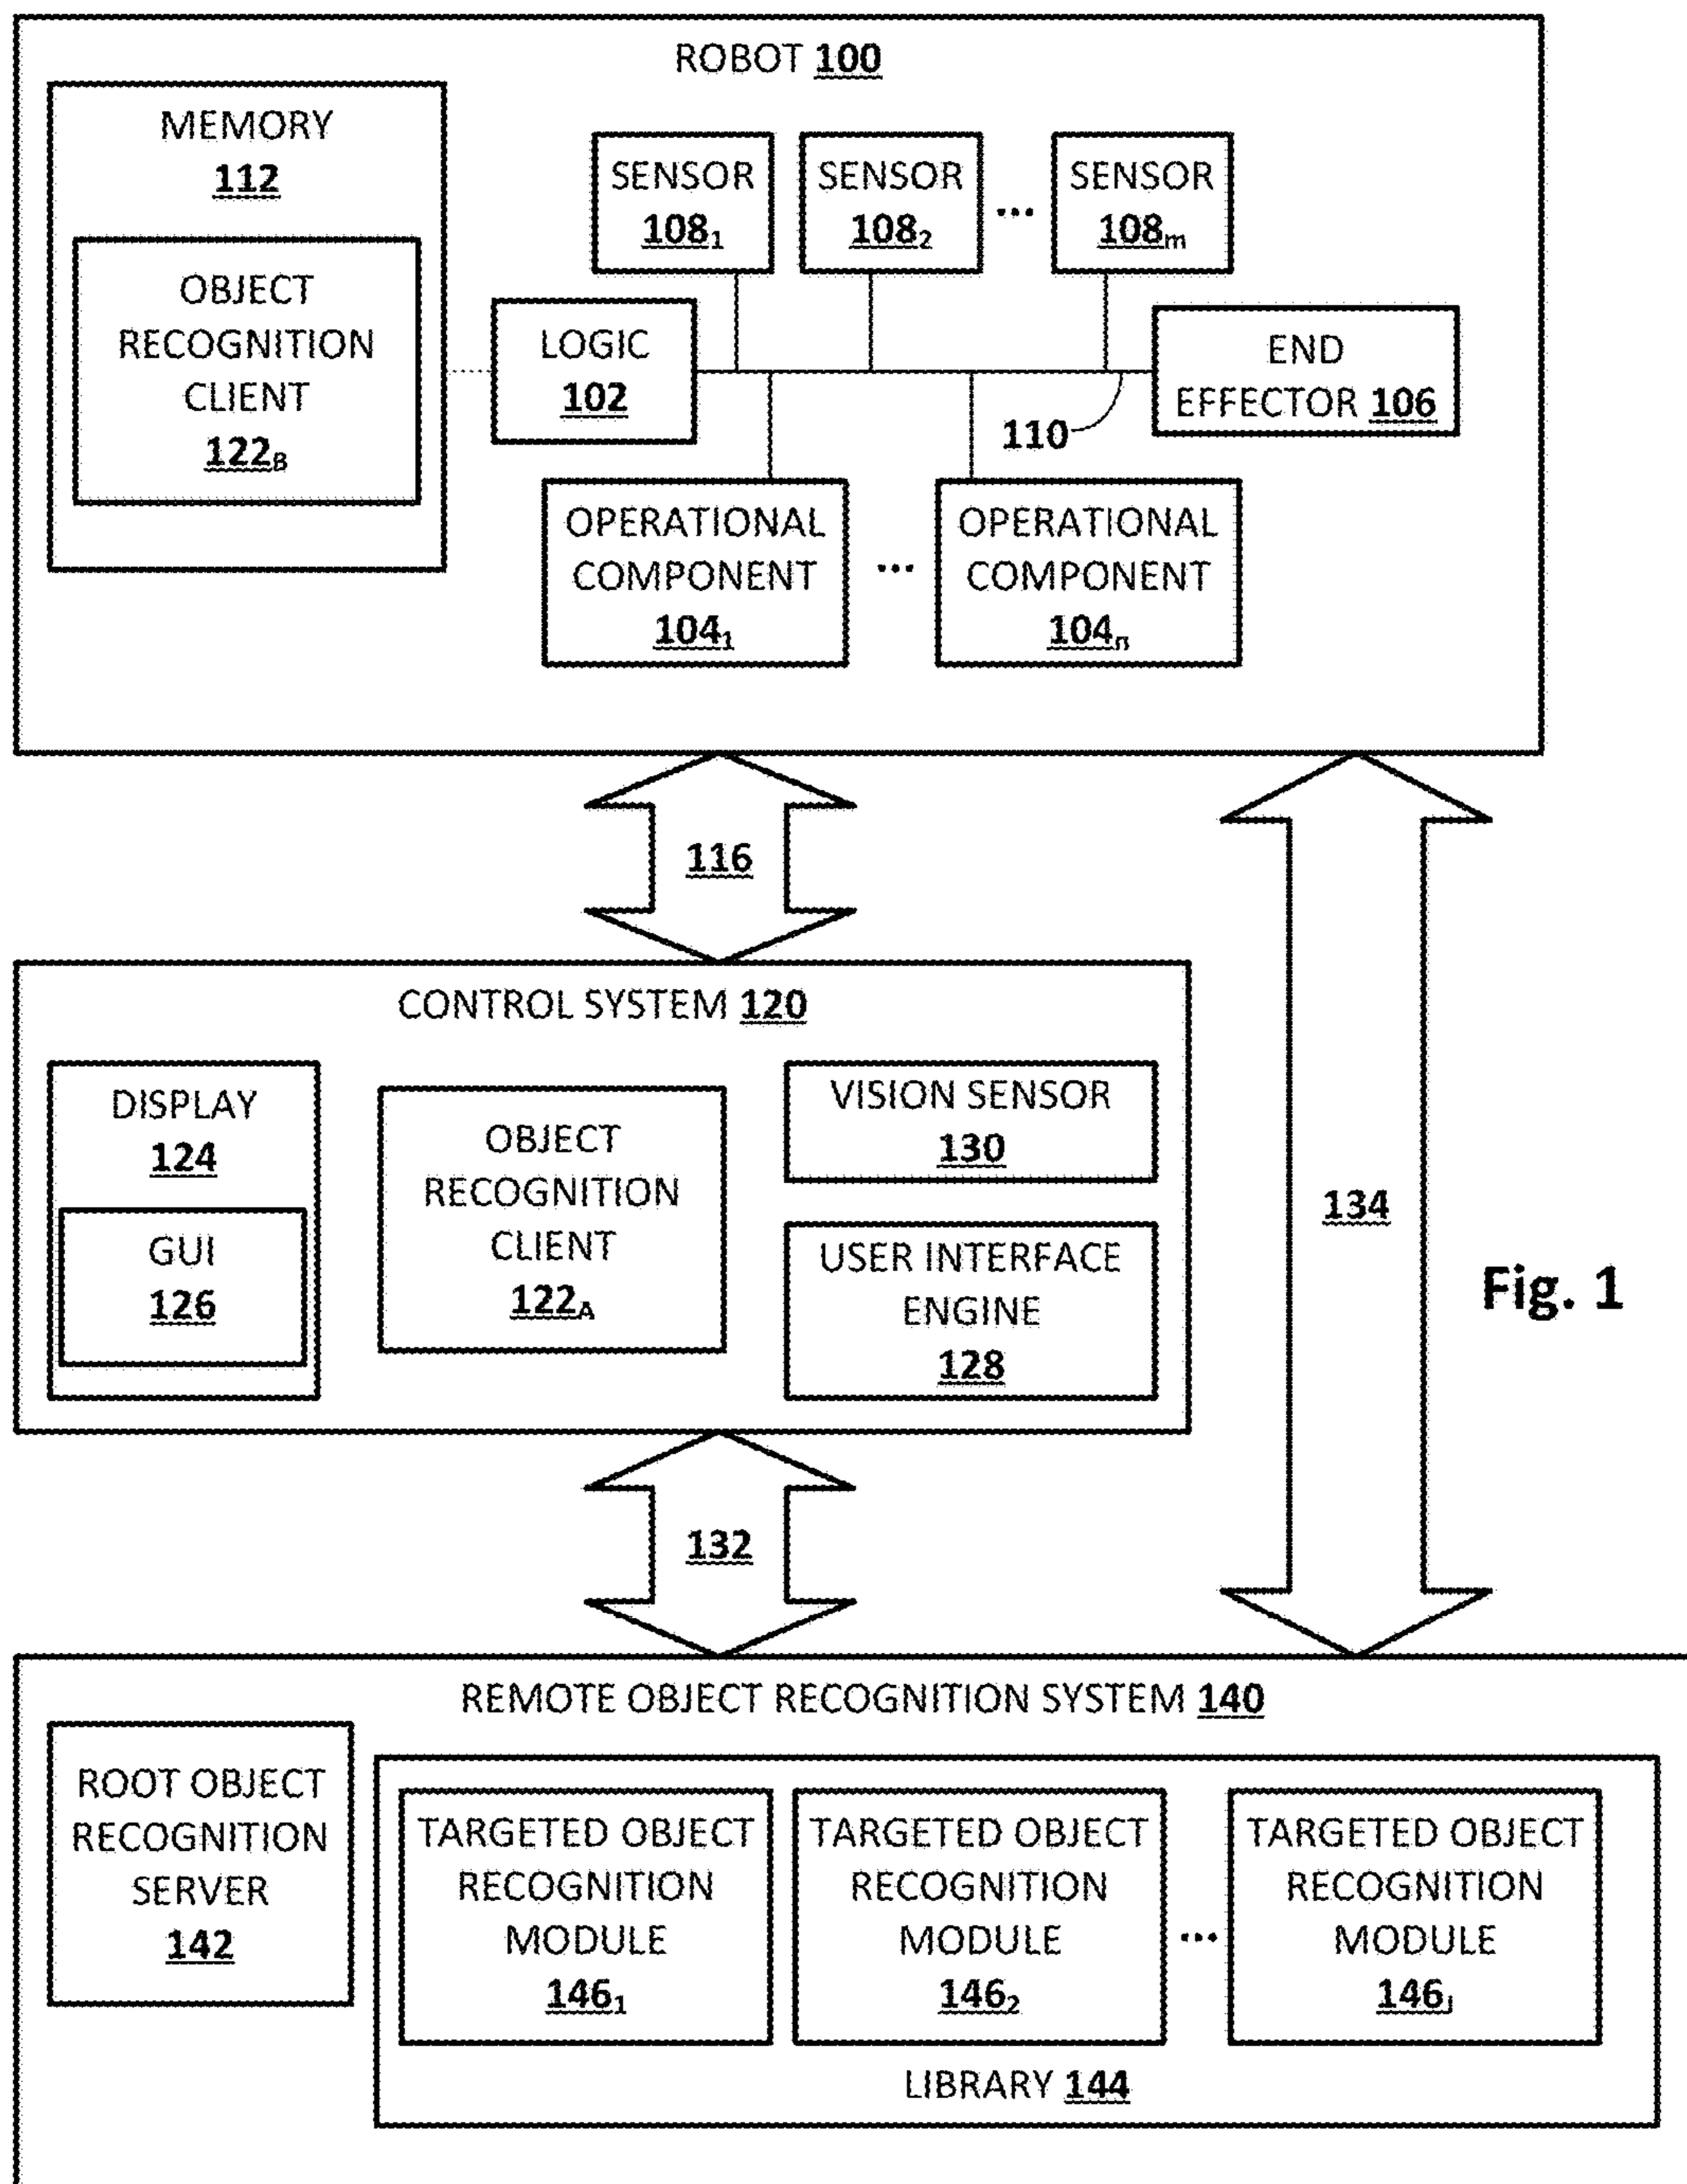 ROBOT 100
MEMORY
112
OBJECT
RECOGNITION
CLIENT
122B
SENSOR
1081
SENSOR
1082
...
SENSOR
108m
LOGIC
102
END
EFFECTOR 106
110
OPERATIONAL
COMPONENT
1041
...
OPERATIONAL
COMPONENT
104n
116
CONTROL SYSTEM 120
DISPLAY
124
GUI
126
OBJECT
RECOGNITION
CLIENT
122A
VISION SENSOR
130
USER INTERFACE
ENGINE
128
134
Fig. 1
132
REMOTE OBJECT RECOGNITION SYSTEM 140
ROOT OBJECT
RECOGNITION
SERVER
142
TARGETED OBJECT
RECOGNITION
MODULE
1461
TARGETED OBJECT
RECOGNITION
MODULE
1462
...
TARGETED OBJECT
RECOGNITION
MODULE
146j
LIBRARY 144